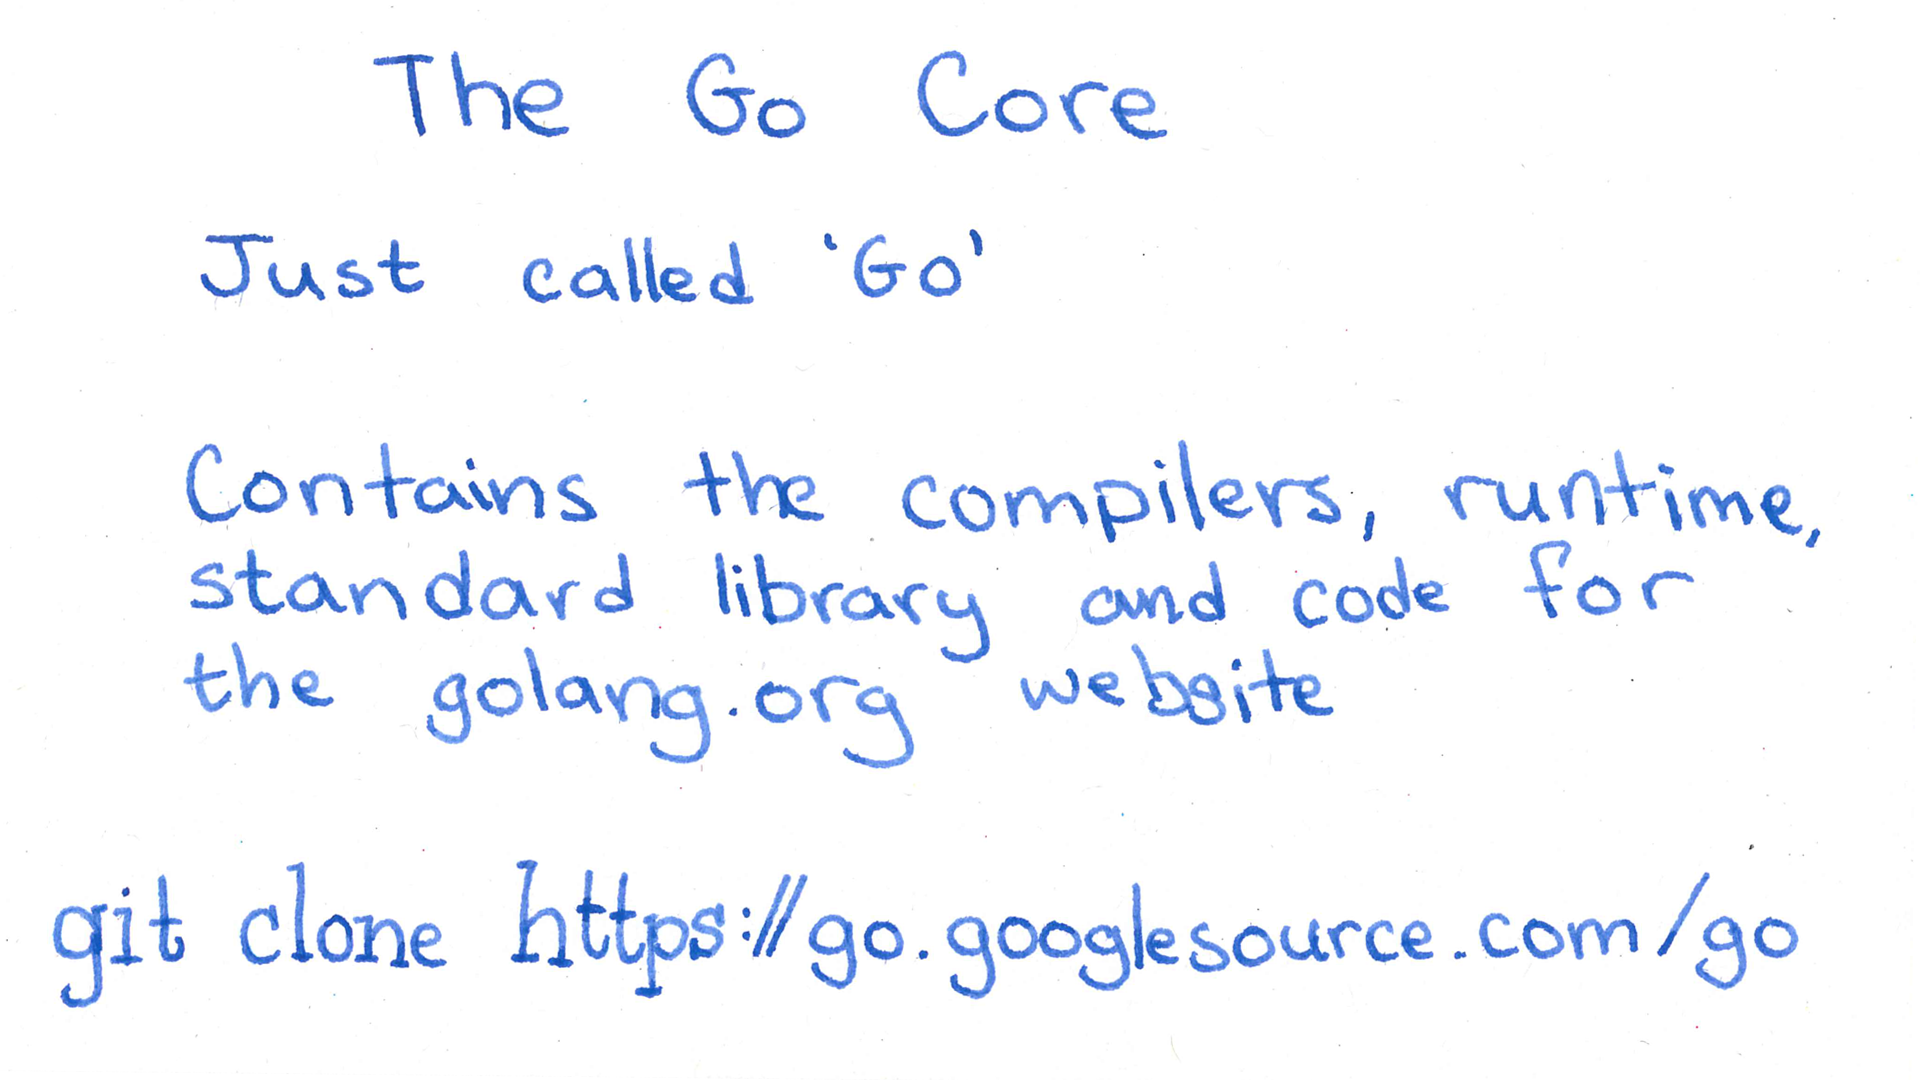 The Go Core
Just called 'Go'
Contains the compilers, runtime,
standard library and code for
the golang.org website
git clone https://go.googlesource.com/go